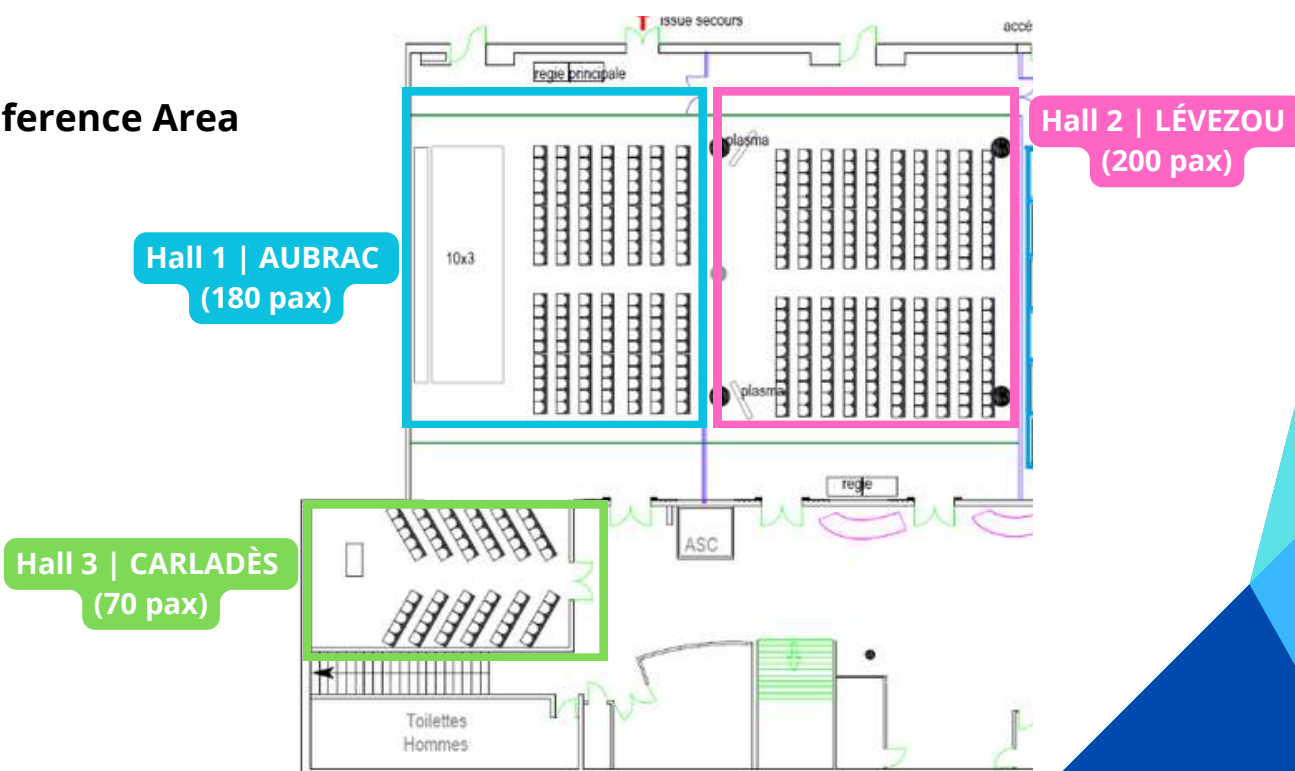 issue secours
accé
regie principale
ference Area
Hall 2 | LÉVEZOU
(200 pax)
plasma
Hall 1 | AUBRAC
(180 pax)
10x3
plasma
regie
ASC
Hall 3 | CARLADÈS
(70 pax)
Toilettes
Hommes